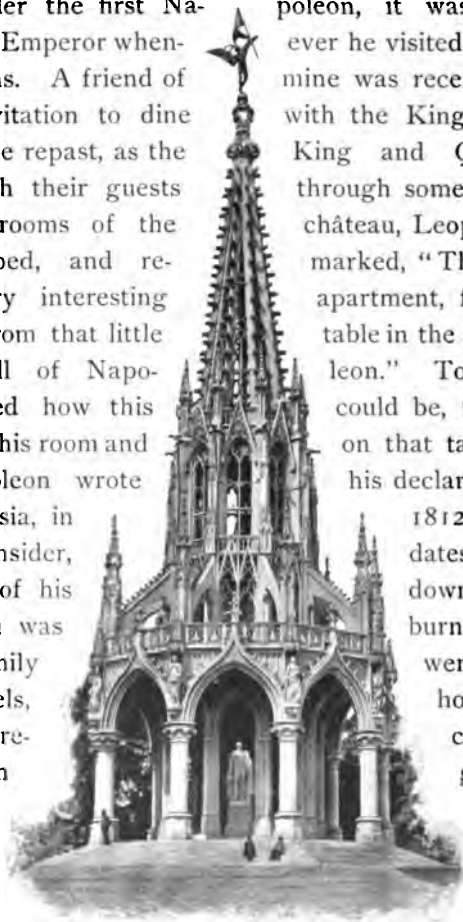 der the first Na- poleon, it was
Emperor when- ever he visited
ns. A friend of mine was rece
vitation to dine with the King
e repast, as the King and Q
h their guests through some
rooms of the château, Leop
ped, and re- marked, “Th
ry interesting apartment, f
rom that little table in the
ll of Napo- leon.” To
ed how this could be,
his room and on that ta
oleon wrote his declar
sia, in 1812
nsider, dates
of his down
was burn
nily wer
els, ho
re- c